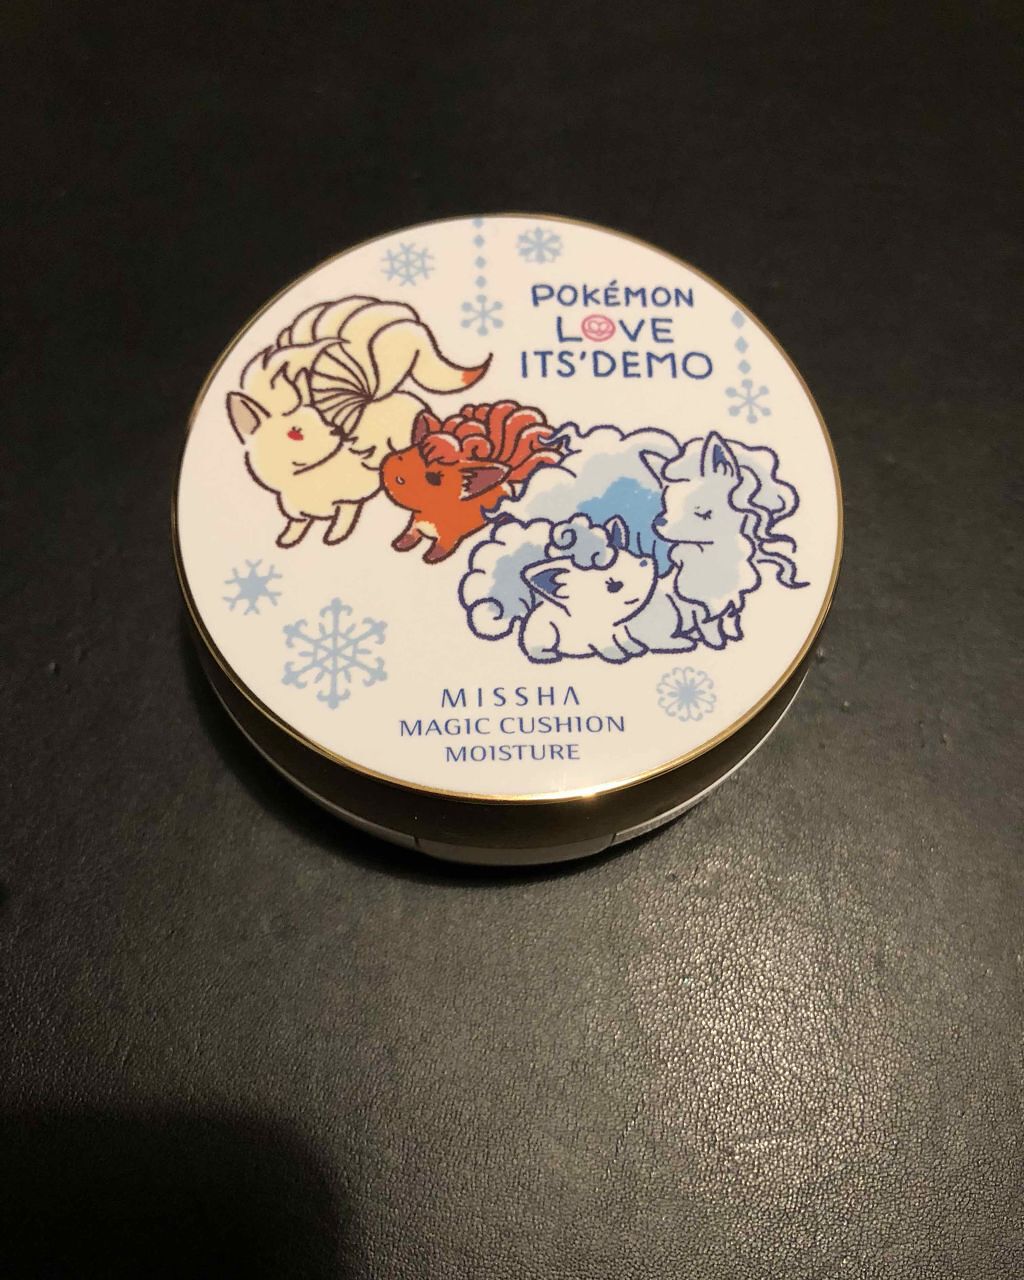 POKÉMON
LOVE
ITS'DEMO
MISSHA
MAGIC CUSHION
MOISTURE